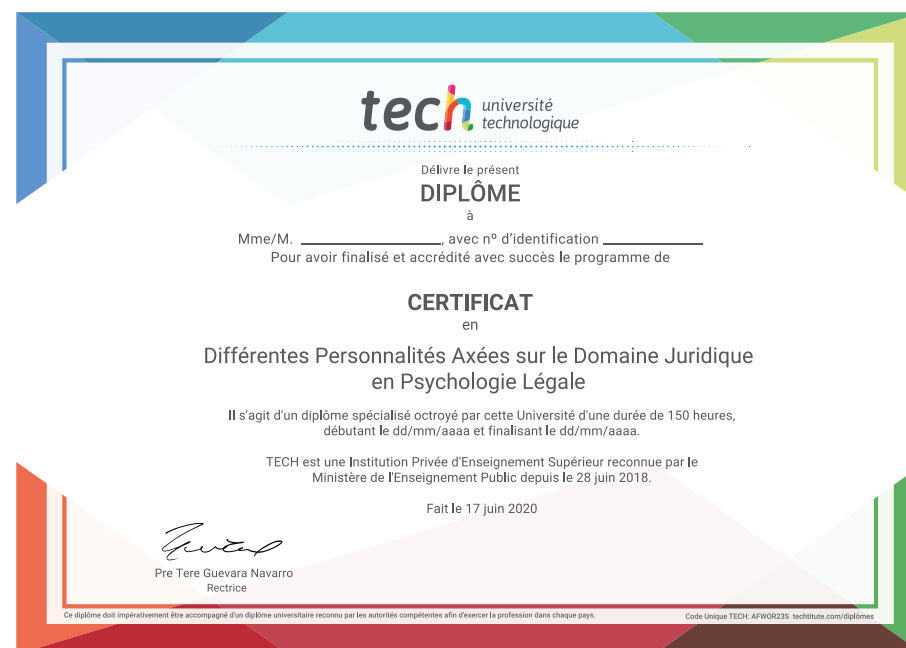 tech université
technologique
Délivre le présent
DIPLÔME
à
Mme/M. ____________________, avec nº d'identification ______________
Pour avoir finalisé et accrédité avec succès le programme de
CERTIFICAT
en
Différentes Personnalités Axées sur le Domaine Juridique
en Psychologie Légale
Il s'agit d'un diplôme spécialisé octroyé par cette Université d'une durée de 150 heures,
débutant le dd/mm/aaaa et finalisant le dd/mm/aaaa.
TECH est une Institution Privée d'Enseignement Supérieur reconnue par le
Ministère de l'Enseignement Public depuis le 28 juin 2018.
Fait le 17 juin 2020
Pre Tere Guevara Navarro
Rectrice
Ce diplôme doit impérativement être accompagné d'un diplôme universitaire reconnu par les autorités compétentes afin d'exercer la profession dans chaque pays.
Code Unique TECH: AFWOR23S techtitute.com/diplômes